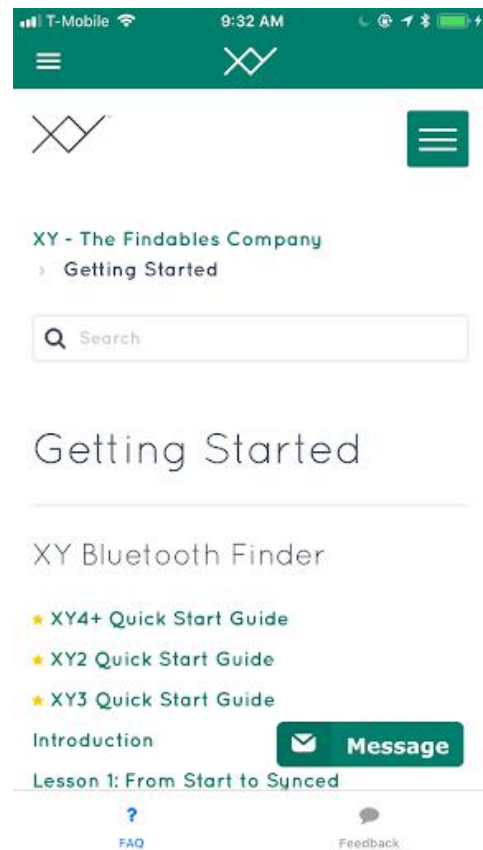 T-Mobile 9:32 AM
XY
XY
XY - The Findables Company
› Getting Started
Search
Getting Started
XY Bluetooth Finder
XY4+ Quick Start Guide
XY2 Quick Start Guide
XY3 Quick Start Guide
Introduction
Message
Lesson 1: From Start to Synced
? 
FAQ Feedback